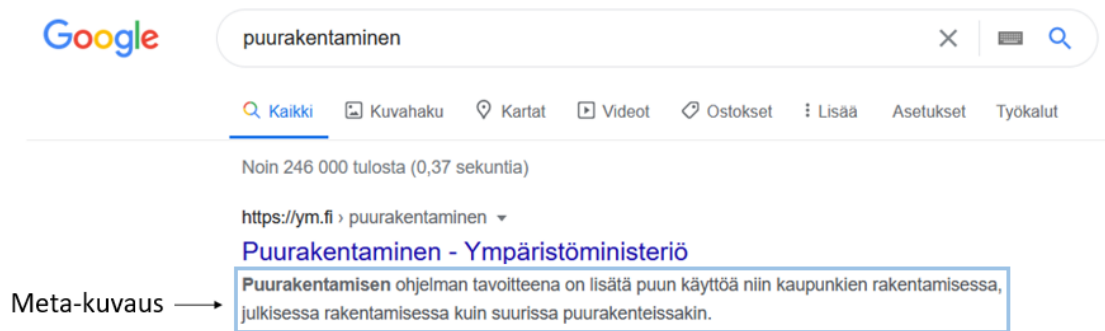 Google puurakentaminen
Kaikki Kuvahaku Kartat Videot Ostokset Lisää Asetukset Työkalut
Noin 246 000 tulosta (0,37 sekuntia)
https://ym.fi › puurakentaminen
Puurakentaminen - Ympäristöministeriö
Puurakentamisen ohjelman tavoitteena on lisätä puun käyttöä niin kaupunkien rakentamisessa,
Meta-kuvaus
julkisessa rakentamisessa kuin suurissa puurakenteissakin.